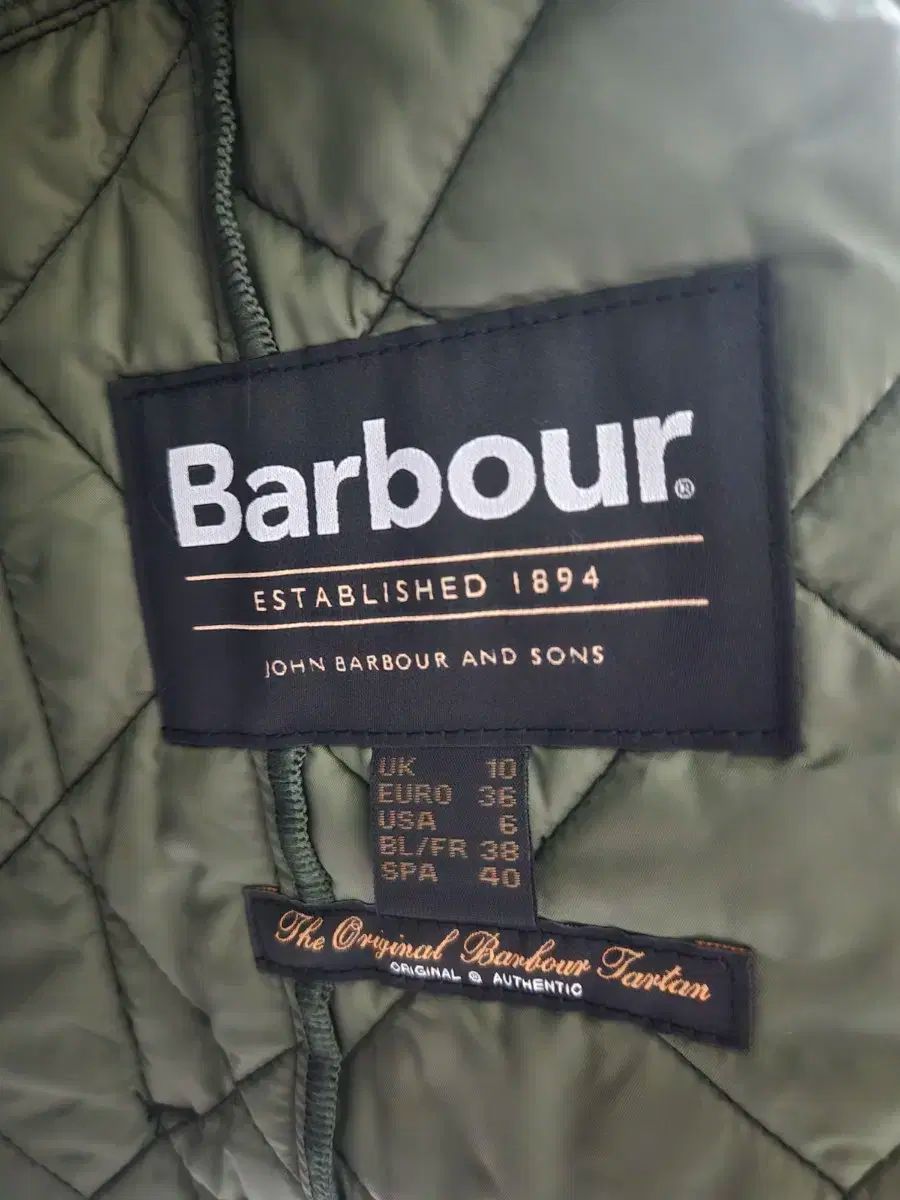 Barbour®
ESTABLISHED 1894
JOHN BARBOUR AND SONS
UK 10
EURO 36
USA 6
BL/FR 38
SPA 40
The Original Barbour Tartan
ORIGINAL & AUTHENTIC